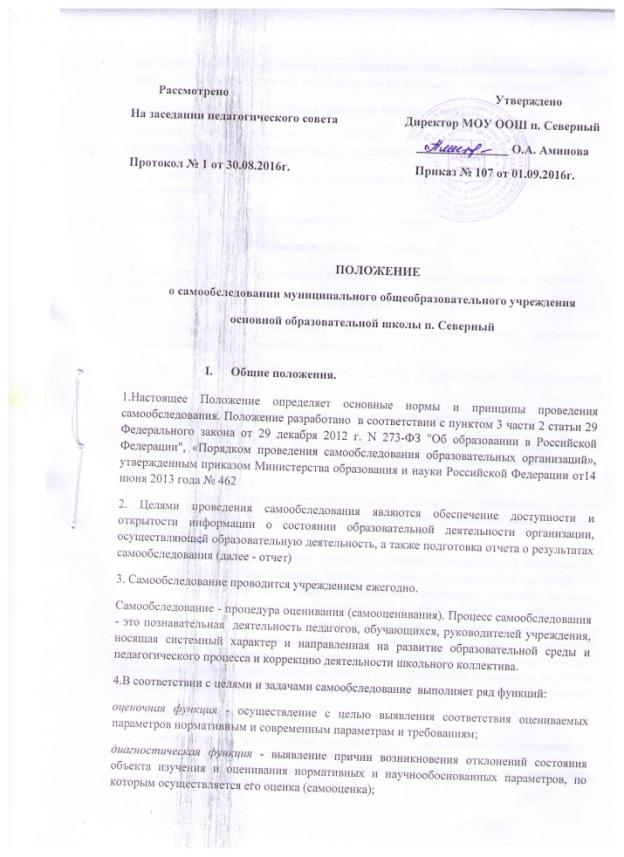 Рассмотрено
Утверждено
На заседании педагогического совета
Директор МОУ ООШ п. Северный
О.А. Аминова
Протокол № 1 от 30.08.2016г.
Приказ № 107 от 01.09.2016г.
ПОЛОЖЕНИЕ
о самообследовании муниципального общеобразовательного учреждения
основной образовательной школы п. Северный
I. Общие положения.
1.Настоящее Положение определяет основные нормы и принципы проведения
самообследования. Положение разработано в соответствии с пунктом 3 части 2 статьи 29
Федерального закона от 29 декабря 2012 г. N 273-ФЗ "Об образовании в Российской
Федерации", «Порядком проведения самообследования образовательных организаций»,
утвержденным приказом Министерства образования и науки Российской Федерации от14
июня 2013 года № 462
2. Целями проведения самообследования являются обеспечение доступности и
открытости информации о состоянии образовательной деятельности организации,
осуществляющей образовательную деятельность, а также подготовка отчета о результатах
самообследования (далее - отчет)
3. Самообследование проводится учреждением ежегодно.
Самообследование - процедура оценивания (самооценивания). Процесс самообследования
- это познавательная деятельность педагогов, обучающихся, руководителей учреждения,
носящая системный характер и направленная на развитие образовательной среды и
педагогического процесса и коррекцию деятельности школьного коллектива.
4.В соответствии с целями и задачами самообследование выполняет ряд функций:
оценочная функция - осуществление с целью выявления соответствия оцениваемых
параметров нормативным и современным параметрам и требованиям;
диагностическая функция - выявление причин возникновения отклонений состояния
объекта изучения и оценивания нормативных и научнообоснованных параметров, по
которым осуществляется его оценка (самооценка);